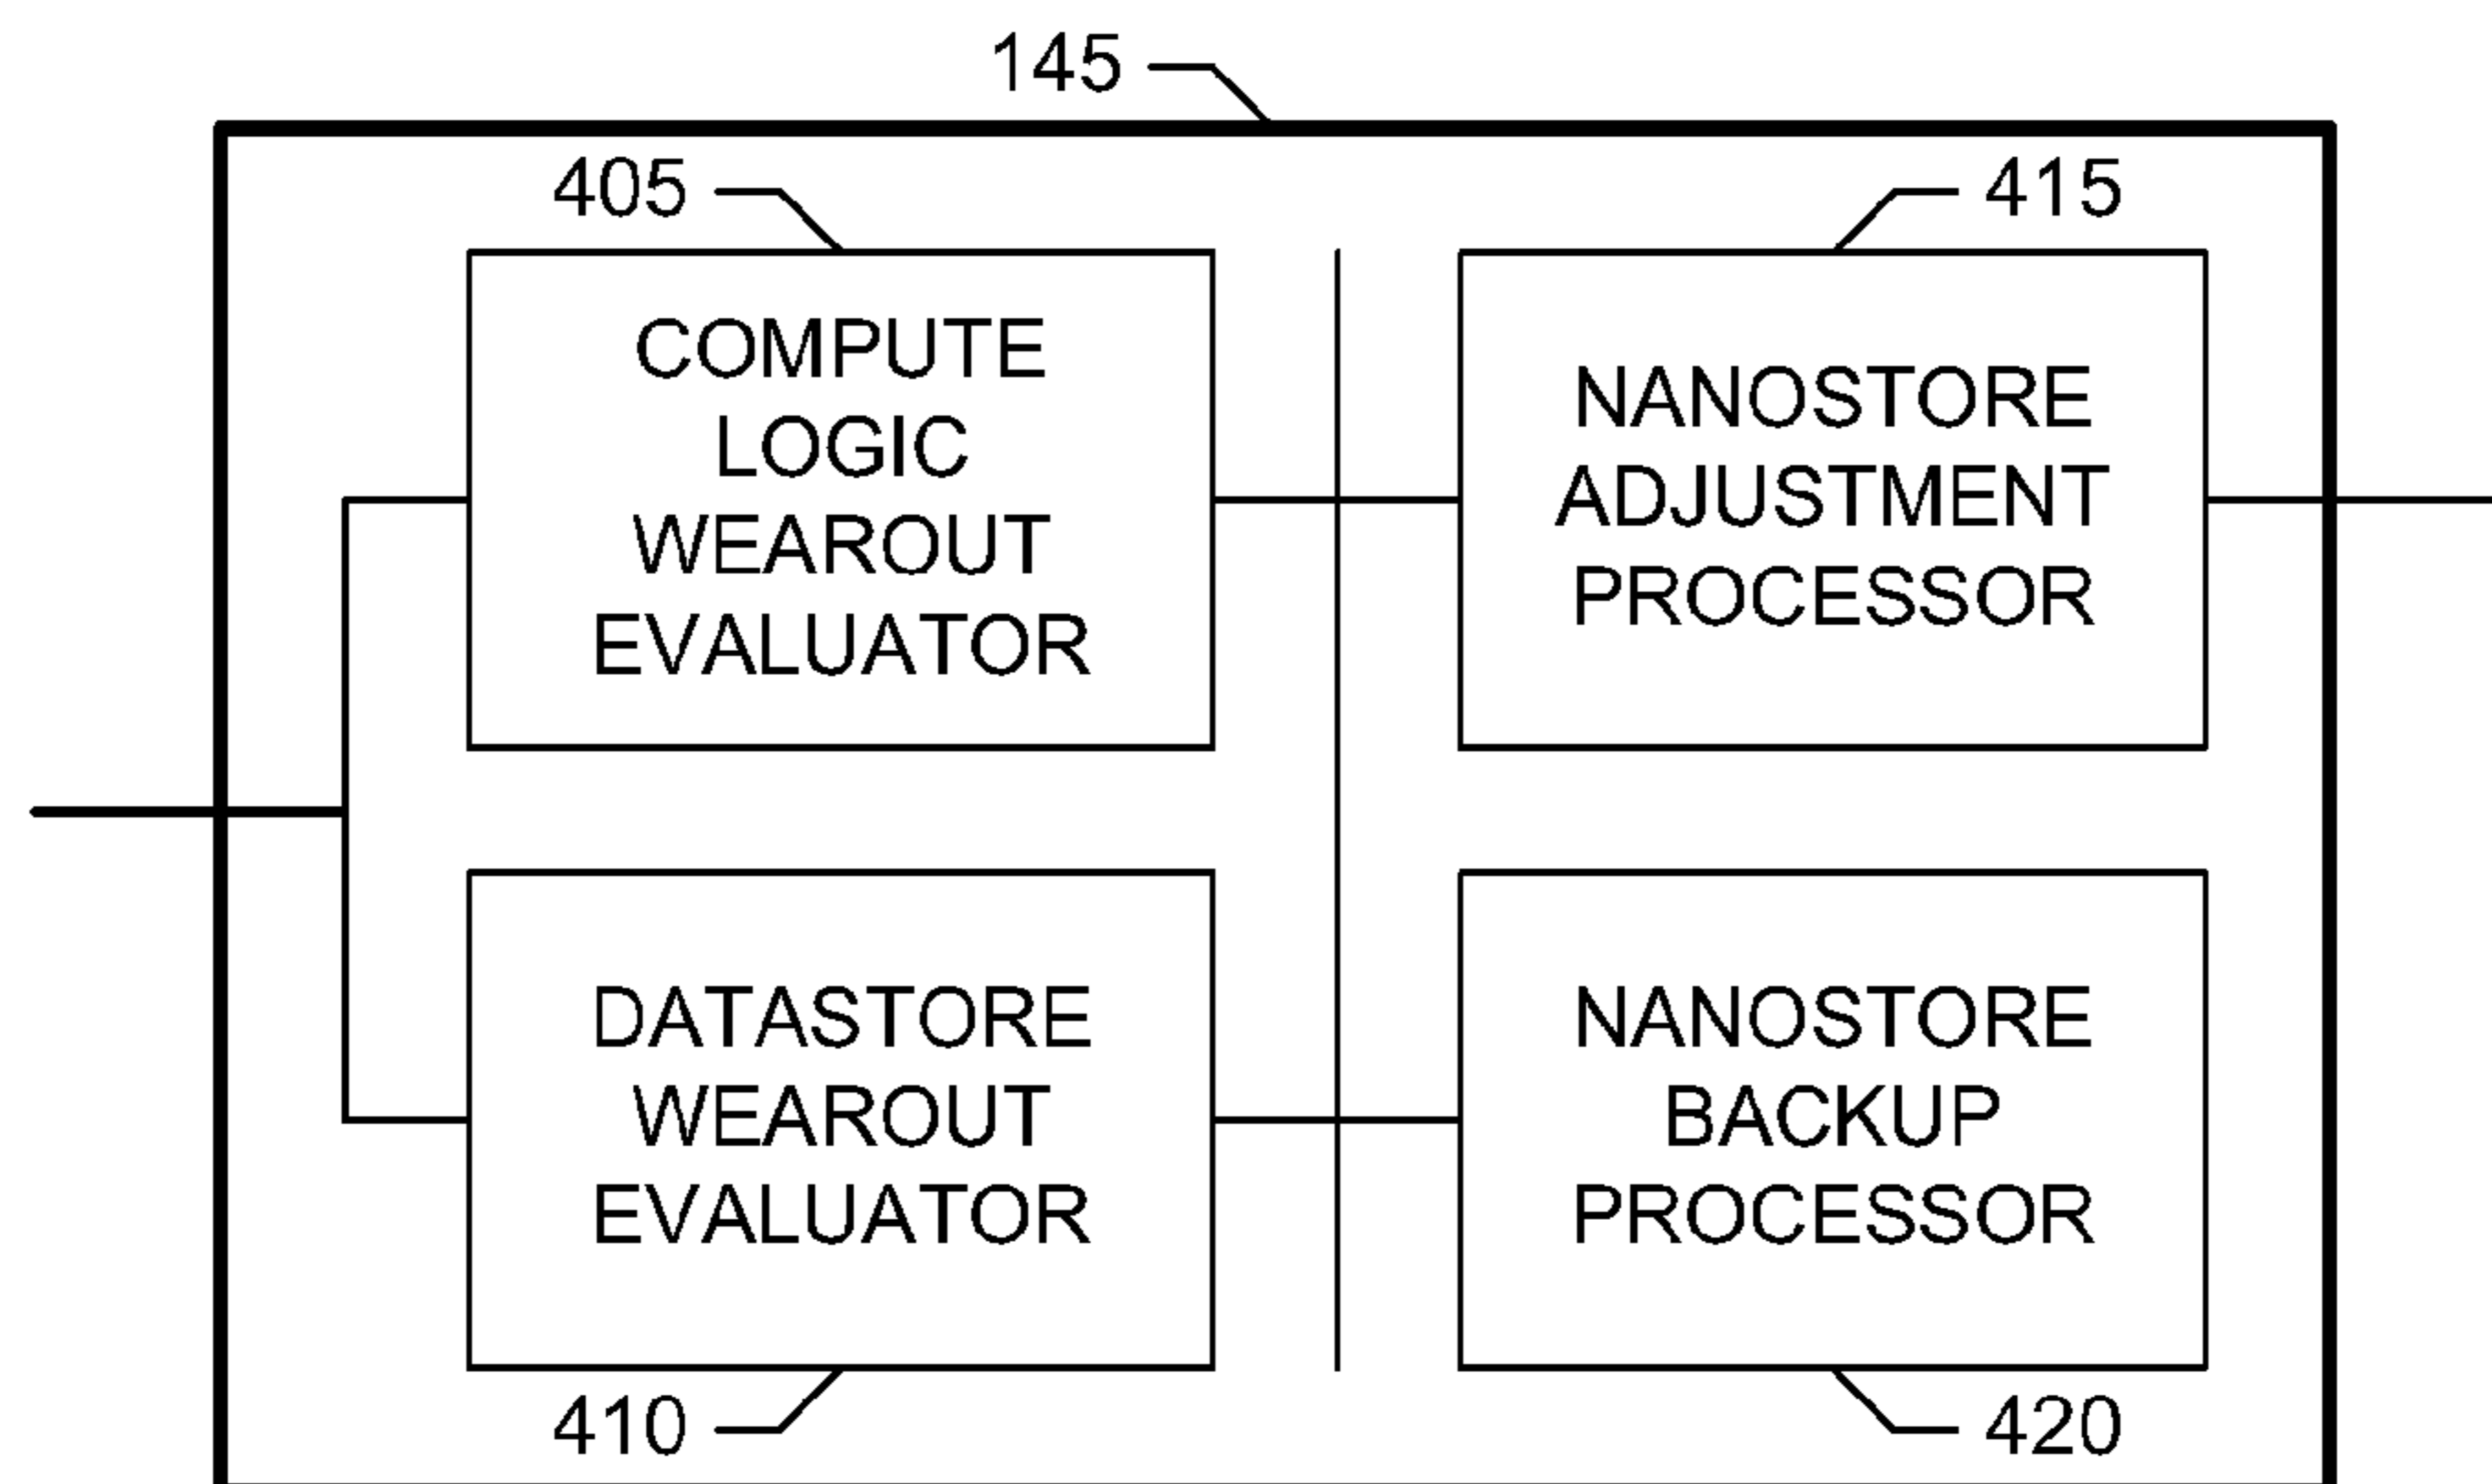 145
405
COMPUTE
LOGIC
WEAROUT
EVALUATOR
415
NANOSTORE
ADJUSTMENT
PROCESSOR
DATASTORE
WEAROUT
EVALUATOR
410
NANOSTORE
BACKUP
PROCESSOR
420